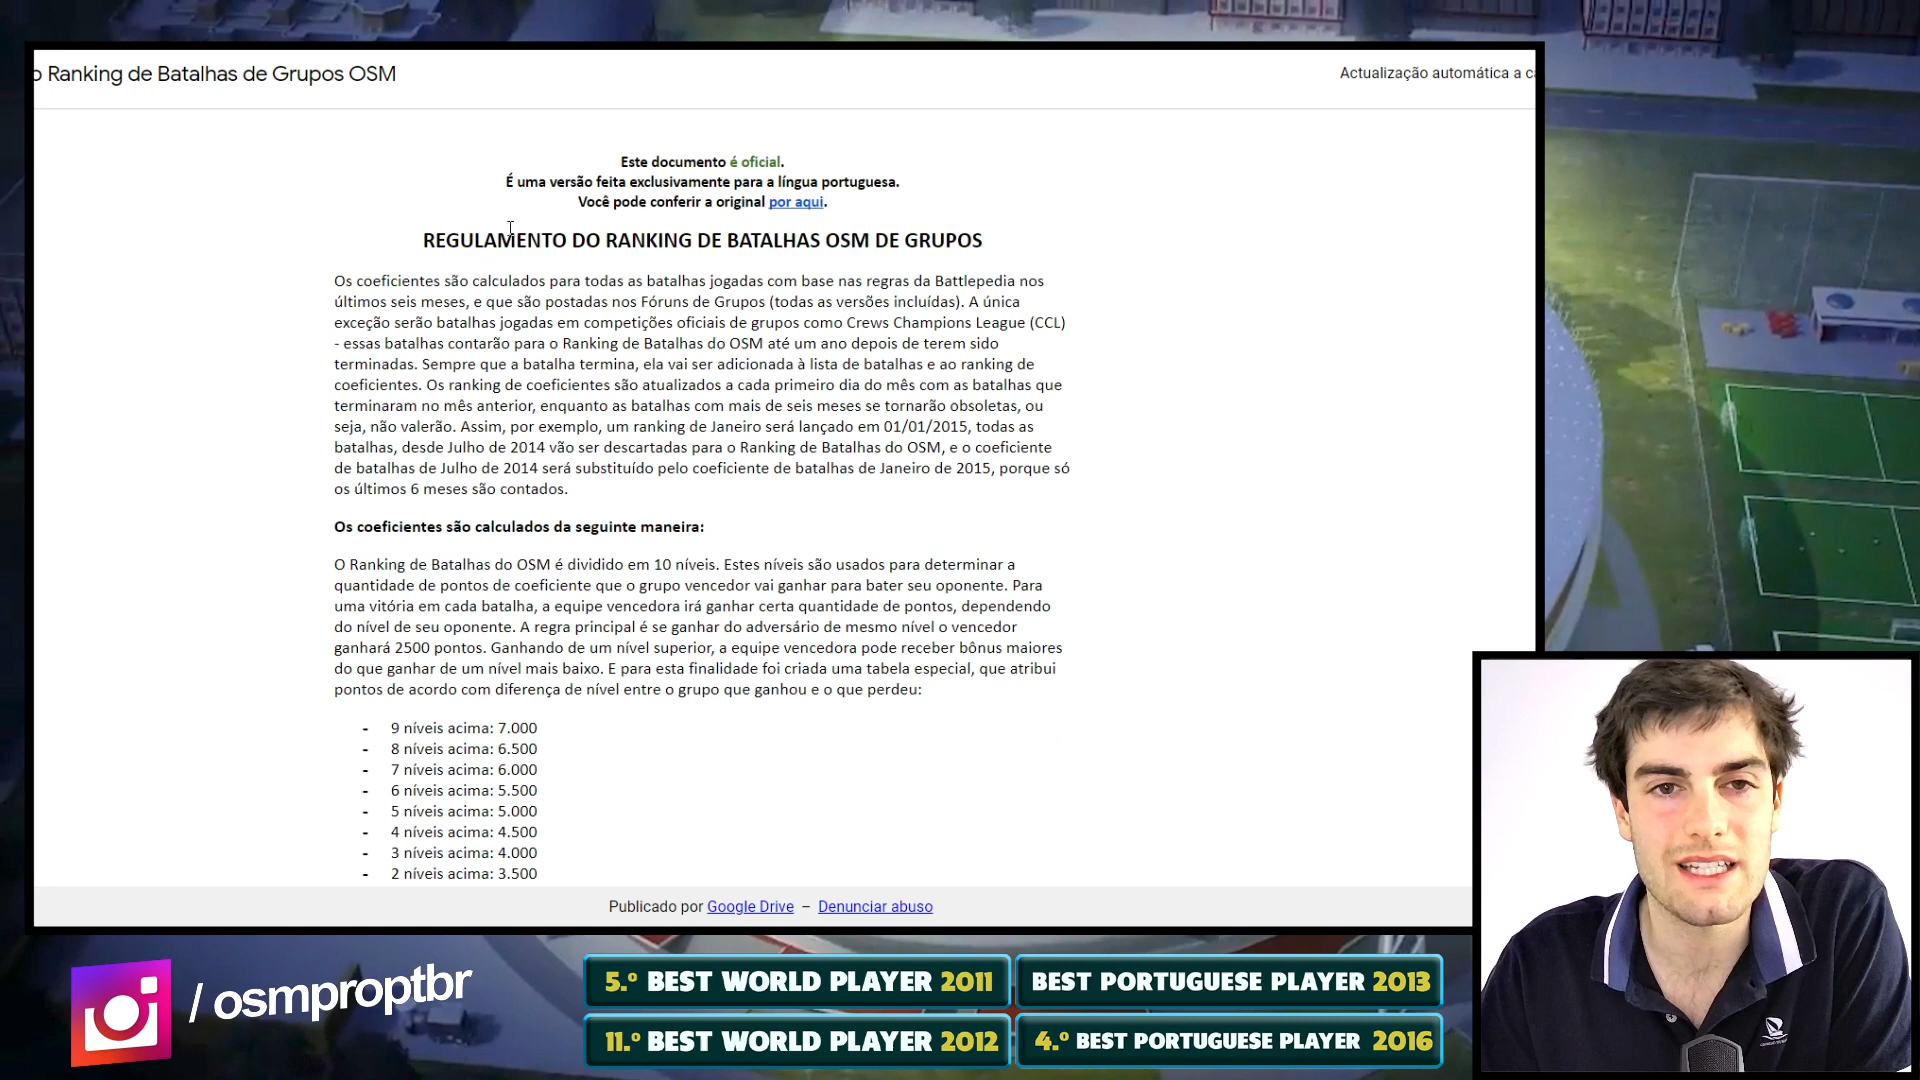 o Ranking de Batalhas de Grupos OSM
Actualização automática a c
Este documento é oficial.
É uma versão feita exclusivamente para a língua portuguesa.
Você pode conferir a original por aqui.
REGULAMENTO DO RANKING DE BATALHAS OSM DE GRUPOS
Os coeficientes são calculados para todas as batalhas jogadas com base nas regras da Battlepedia nos
últimos seis meses, e que são postadas nos Fóruns de Grupos (todas as versões incluídas). A única
exceção serão batalhas jogadas em competições oficiais de grupos como Crews Champions League (CCL)
- essas batalhas contarão para o Ranking de Batalhas do OSM até um ano depois de terem sido
terminadas. Sempre que a batalha termina, ela vai ser adicionada à lista de batalhas e ao ranking de
coeficientes. Os ranking de coeficientes são atualizados a cada primeiro dia do mês com as batalhas que
terminaram no mês anterior, enquanto as batalhas com mais de seis meses se tornarão obsoletas, ou
seja, não valerão. Assim, por exemplo, um ranking de Janeiro será lançado em 01/01/2015, todas as
batalhas, desde Julho de 2014 vão ser descartadas para o Ranking de Batalhas do OSM, e o coeficiente
de batalhas de Julho de 2014 será substituído pelo coeficiente de batalhas de Janeiro de 2015, porque só
os últimos 6 meses são contados.
Os coeficientes são calculados da seguinte maneira:
O Ranking de Batalhas do OSM é dividido em 10 níveis. Estes níveis são usados para determinar a
quantidade de pontos de coeficiente que o grupo vencedor vai ganhar para bater seu oponente. Para
uma vitória em cada batalha, a equipe vencedora irá ganhar certa quantidade de pontos, dependendo
do nível de seu oponente. A regra principal é se ganhar do adversário de mesmo nível o vencedor
ganhará 2500 pontos. Ganhando de um nível superior, a equipe vencedora pode receber bônus maiores
do que ganhar de um nível mais baixo. E para esta finalidade foi criada uma tabela especial, que atribui
pontos de acordo com diferença de nível entre o grupo que ganhou e o que perdeu:
- 9 níveis acima: 7.000
- 8 níveis acima: 6.500
- 7 níveis acima: 6.000
- 6 níveis acima: 5.500
- 5 níveis acima: 5.000
- 4 níveis acima: 4.500
- 3 níveis acima: 4.000
- 2 níveis acima: 3.500
Publicado por Google Drive – Denunciar abuso
/ osmproptbr
5.º BEST WORLD PLAYER 2011
BEST PORTUGUESE PLAYER 2013
11.º BEST WORLD PLAYER 2012
4.º BEST PORTUGUESE PLAYER 2016